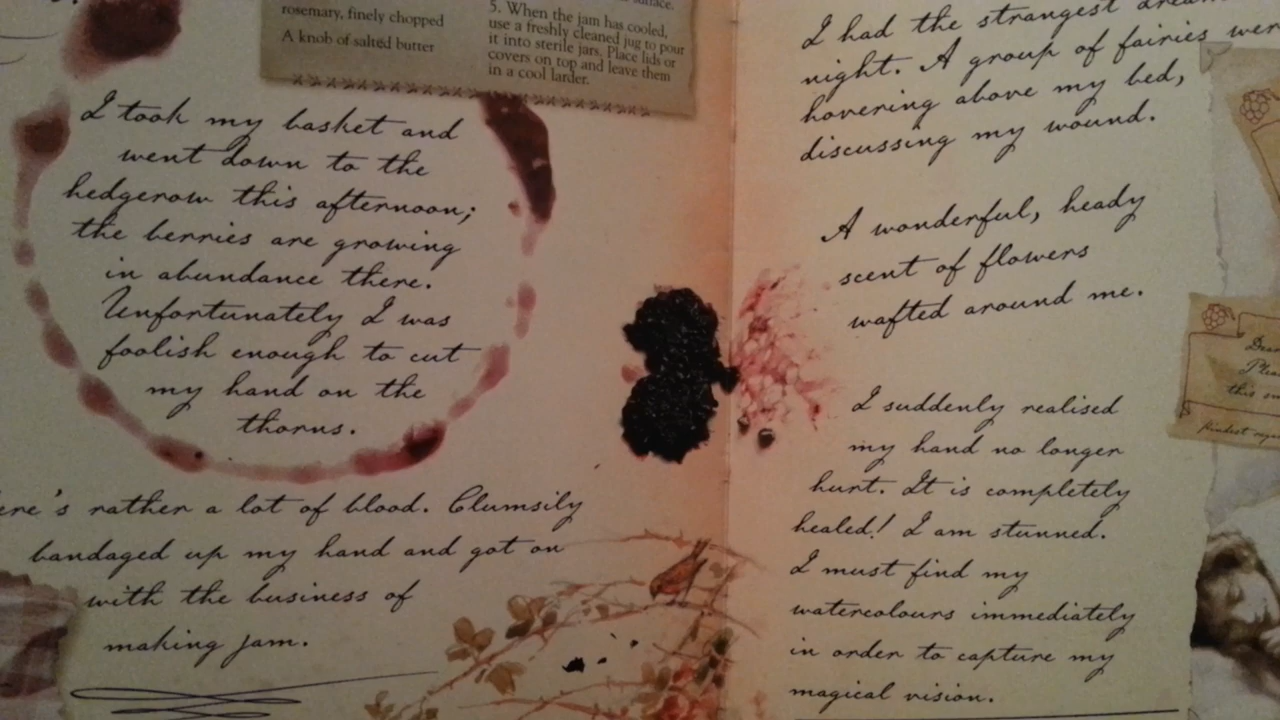 rosemary, finely chopped
A knob of salted butter
5. When the jam has cooled,
use a freshly cleaned jug to pour
it into sterile jars. Place lids or
covers on top and leave them
in a cool larder.
I took my basket and
went down to the
hedgerow this afternoon;
the berries are growing
in abundance there.
Unfortunately I was
foolish enough to cut
my hand on the
thorns.
rather a lot of blood. Clumsily
bandaged up my hand and got on
with the business of
making jam.
I had the strangest
night. A group of fairies
hovering above my bed,
discussing my wound.
A wonderful, heady
scent of flowers
wafted around me.
I suddenly realised
my hand no longer
hurt. It is completely
healed! I am stunned.
I must find my
watercolours immediately
in order to capture my
magical vision.
this